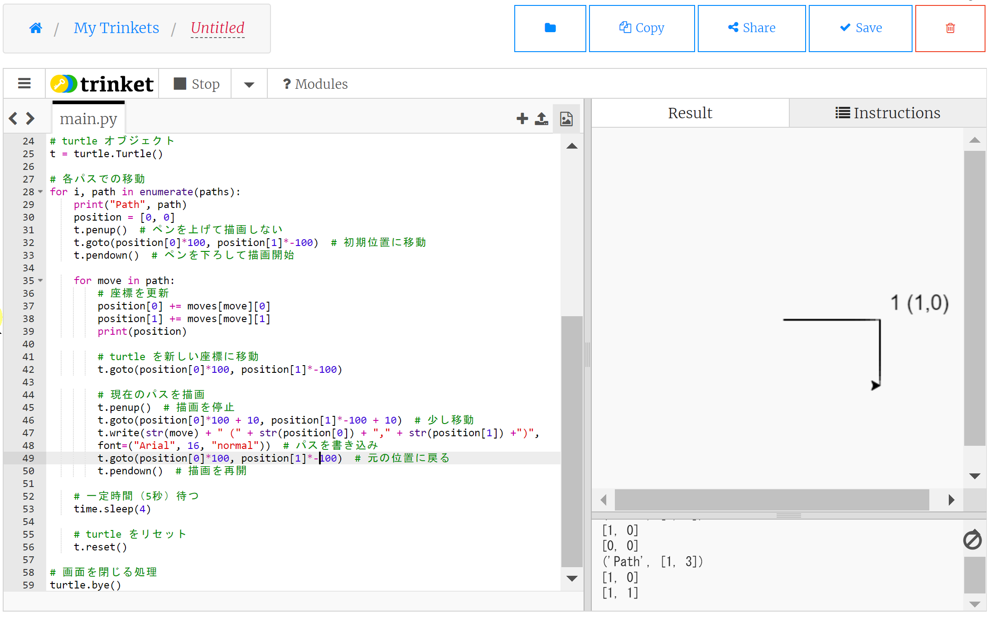 / My Trinkets / Untitled
Copy
Share
Save
trinket
Stop
? Modules
main.py
Result
Instructions
24 # turtle オブジェクト
25 t = turtle.Turtle()
26
27 # 各パスでの移動
28 for i, path in enumerate(paths):
29 print("Path", path)
30 position = [0, 0]
31 t.penup() # ペンを上げて描画しない
32 t.goto(position[0]*100, position[1]*-100) # 初期位置に移動
33 t.pendown() # ペンを下ろして描画開始
34
35 for move in path:
36 # 座標を更新
37 position[0] += moves[move][0]
38 position[1] += moves[move][1]
39 print(position)
40
41 # turtle を新しい座標に移動
42 t.goto(position[0]*100, position[1]*-100)
43
44 # 現在のパスを描画
45 t.penup() # 描画を停止
46 t.goto(position[0]*100 + 10, position[1]*-100 + 10) # 少し移動
47 t.write(str(move) + " (" + str(position[0]) + "," + str(position[1]) +")",
48 font=("Arial", 16, "normal")) # パスを書き込み
49 t.goto(position[0]*100, position[1]*-100) # 元の位置に戻る
50 t.pendown() # 描画を再開
51
52 # 一定時間（5秒）待つ
53 time.sleep(4)
54
55 # turtle をリセット
56 t.reset()
57
58 # 画面を閉じる処理
59 turtle.bye()
1 (1,0)
[1, 0]
[0, 0]
('Path', [1, 3])
[1, 0]
[1, 1]